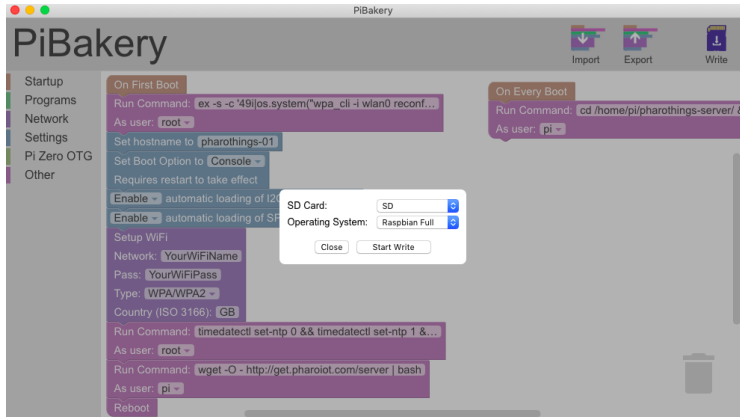 PiBakery
PiBakery
Import
Export
Write
Startup
Programs
Network
Settings
Pi Zero OTG
Other
On First Boot
Run Command: ex -s -c '49i|os.system("wpa_cli -i wlan0 reconf…
As user: root
Set hostname to pharothings-01
Set Boot Option to Console
Requires restart to take effect
Enable automatic loading of I2C
Enable automatic loading of SP
Setup WiFi
Network: YourWiFiName
Pass: YourWiFiPass
Type: WPA/WPA2
Country (ISO 3166): GB
Run Command: timedatectl set-ntp 0 && timedatectl set-ntp 1 &…
As user: root
Run Command: wget -O - http://get.pharoiot.com/server | bash
As user: pi
Reboot
On Every Boot
Run Command: cd /home/pi/pharothings-server/ &
As user: pi
SD Card: SD
Operating System: Raspbian Full
Close Start Write